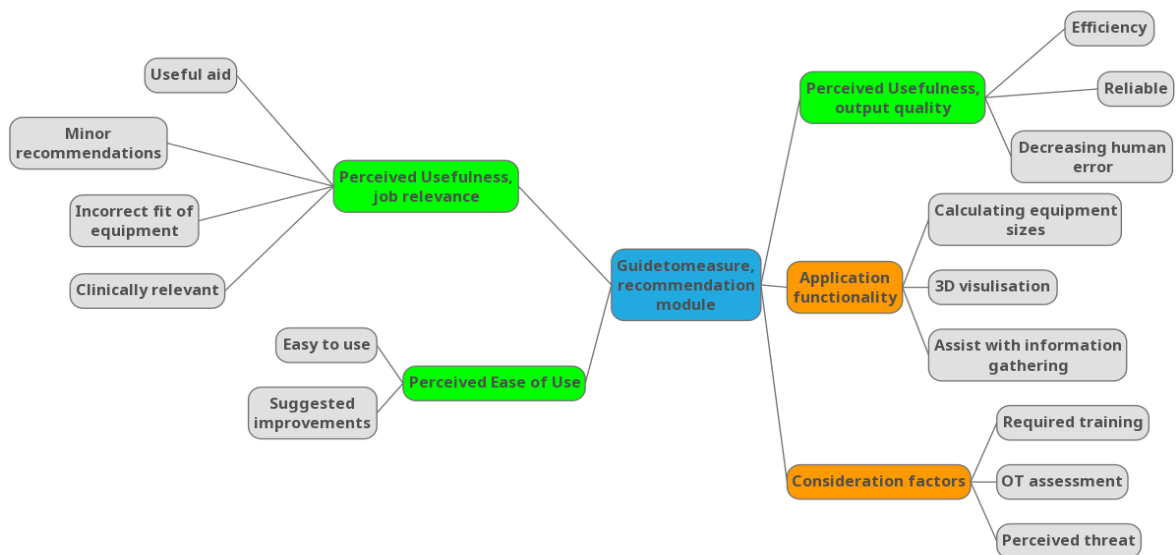 Useful aid
Minor
recommendations
Incorrect fit of
equipment
Clinically relevant
Perceived Usefulness,
job relevance
Easy to use
Suggested
improvements
Perceived Ease of Use
Guidetomeasure,
recommendation
module
Perceived Usefulness,
output quality
Efficiency
Reliable
Decreasing human
error
Application
functionality
Calculating equipment
sizes
3D visulisation
Assist with information
gathering
Consideration factors
Required training
OT assessment
Perceived threat